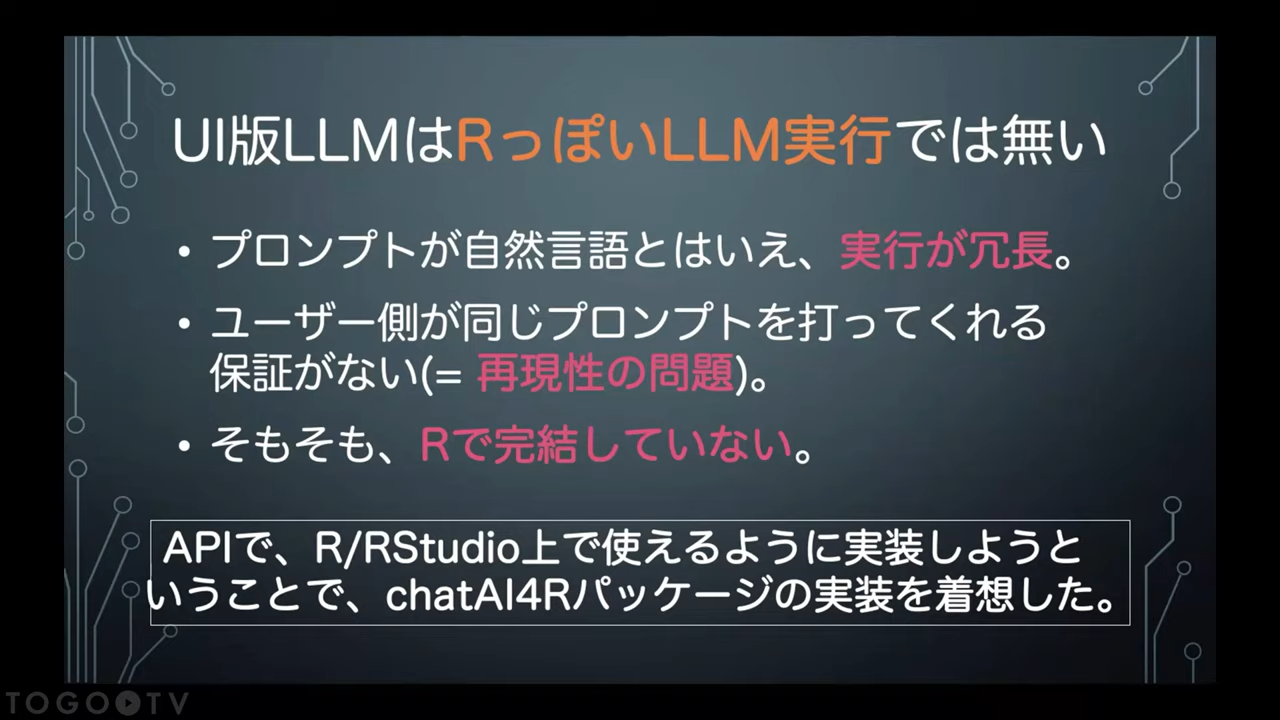 UI版LLMはRっぽいLLM実行では無い
• プロンプトが自然言語とはいえ、実行が冗長。
• ユーザー側が同じプロンプトを打ってくれる
保証がない(= 再現性の問題)。
• そもそも、Rで完結していない。
APIで、R/RStudio上で使えるように実装しようと
いうことで、chatAI4Rパッケージの実装を着想した。
TOGO TV